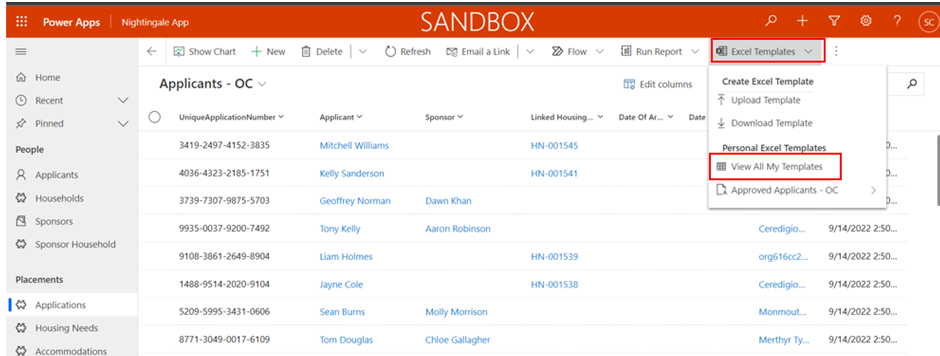 Power Apps Nightingale App SANDBOX SC
Show Chart New Delete Refresh Email a Link Flow Run Report Excel Templates
Home
Recent
Pinned
People
Applicants
Households
Sponsors
Sponsor Household
Placements
Applications
Housing Needs
Accommodations
Applicants - OC Edit columns
UniqueApplicationNumber Applicant Sponsor Linked Housing... Date Of Ar... Date
3419-2497-4152-3835 Mitchell Williams HN-001545 0...
4036-4323-2185-1751 Kelly Sanderson HN-001541 0...
3739-7307-9875-5703 Geoffrey Norman Dawn Khan 0...
9935-0037-9200-7492 Tony Kelly Aaron Robinson Ceredigio... 9/14/2022 2:50...
9108-3861-2649-8904 Liam Holmes HN-001539 org616cc2... 9/14/2022 2:50...
1488-9514-2020-9104 Jayne Cole HN-001538 Ceredigio... 9/14/2022 2:50...
5209-5995-3431-0606 Sean Burns Molly Morrison Monmout... 9/14/2022 2:50...
8771-3049-0017-6109 Tom Douglas Chloe Gallagher Merthyr Ty... 9/14/2022 2:50...
Create Excel Template
Upload Template
Download Template
Personal Excel Templates
View All My Templates
Approved Applicants - OC